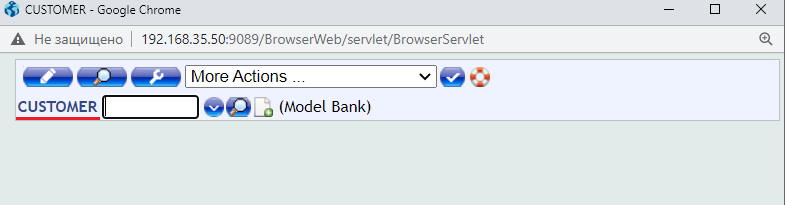 CUSTOMER - Google Chrome
Не защищено | 192.168.35.50:9089/BrowserWeb/servlet/BrowserServlet
More Actions ...
CUSTOMER (Model Bank)